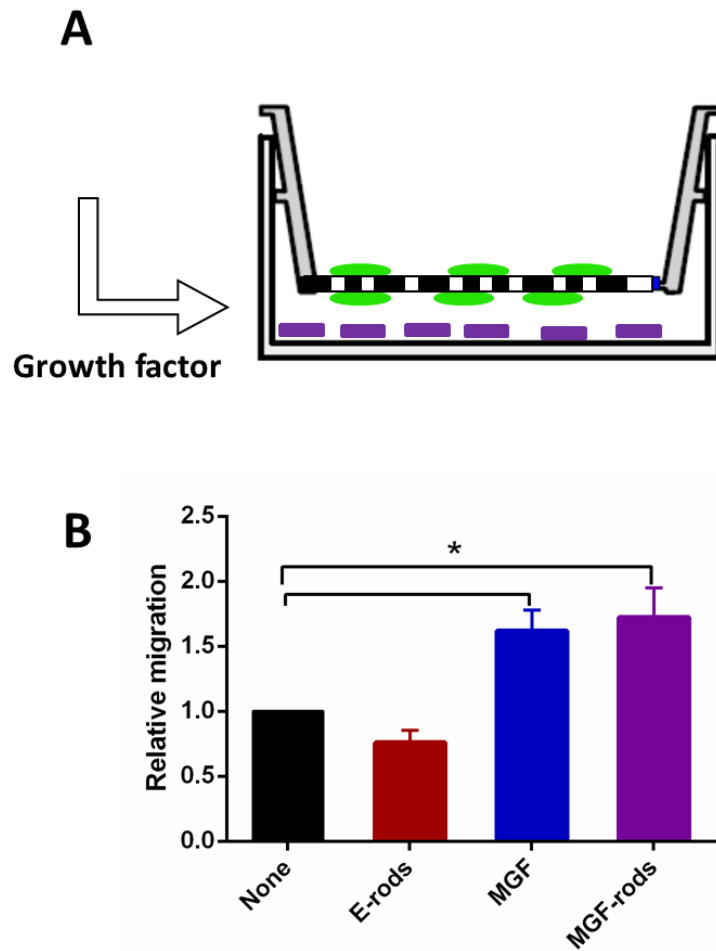 A
Growth factor
B
Relative migration
2.5
2.0
1.5
1.0
0.5
0.0
*
None
E-rods
MGF
MGF-rods